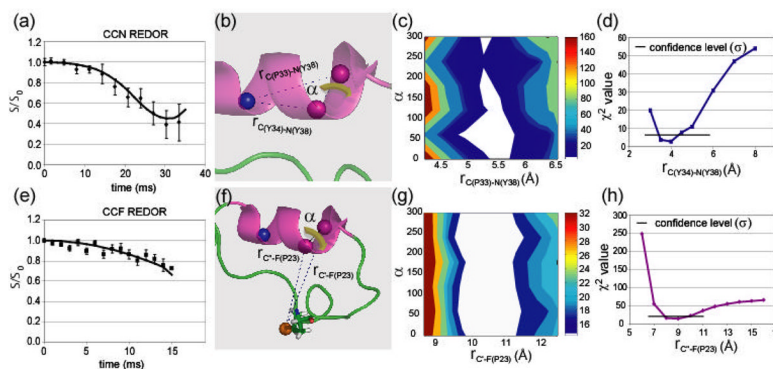 (a)
CCN REDOR
S/S0
1.2
1.0
0.8
0.6
0.4
0.2
0.0
0 10 20 30 40
time (ms)
(b)
rC(P33)-N(Y38)
α
rC(Y34)-N(Y38)
(c)
α
300
250
200
150
100
50
0
4.5 5 5.5 6 6.5
rC(P33)-N(Y38) (Å)
160
140
120
100
80
60
40
20
(d)
confidence level (σ)
χ2 value
60
50
40
30
20
10
0
2 4 6 8
rC(Y34)-N(Y38) (Å)
(e)
CCF REDOR
S/S0
1.2
1.0
0.8
0.6
0.4
0.2
0.0
0 5 10 15
time (ms)
(f)
α
rC'-F(P23)
(g)
α
300
250
200
150
100
50
0
9 10 11 12
rC'-F(P23) (Å)
32
30
28
26
24
22
20
18
16
(h)
confidence level (σ)
χ2 value
250
200
150
100
50
0
5 7 9 11 13 15
rC''-F(P23) (Å)